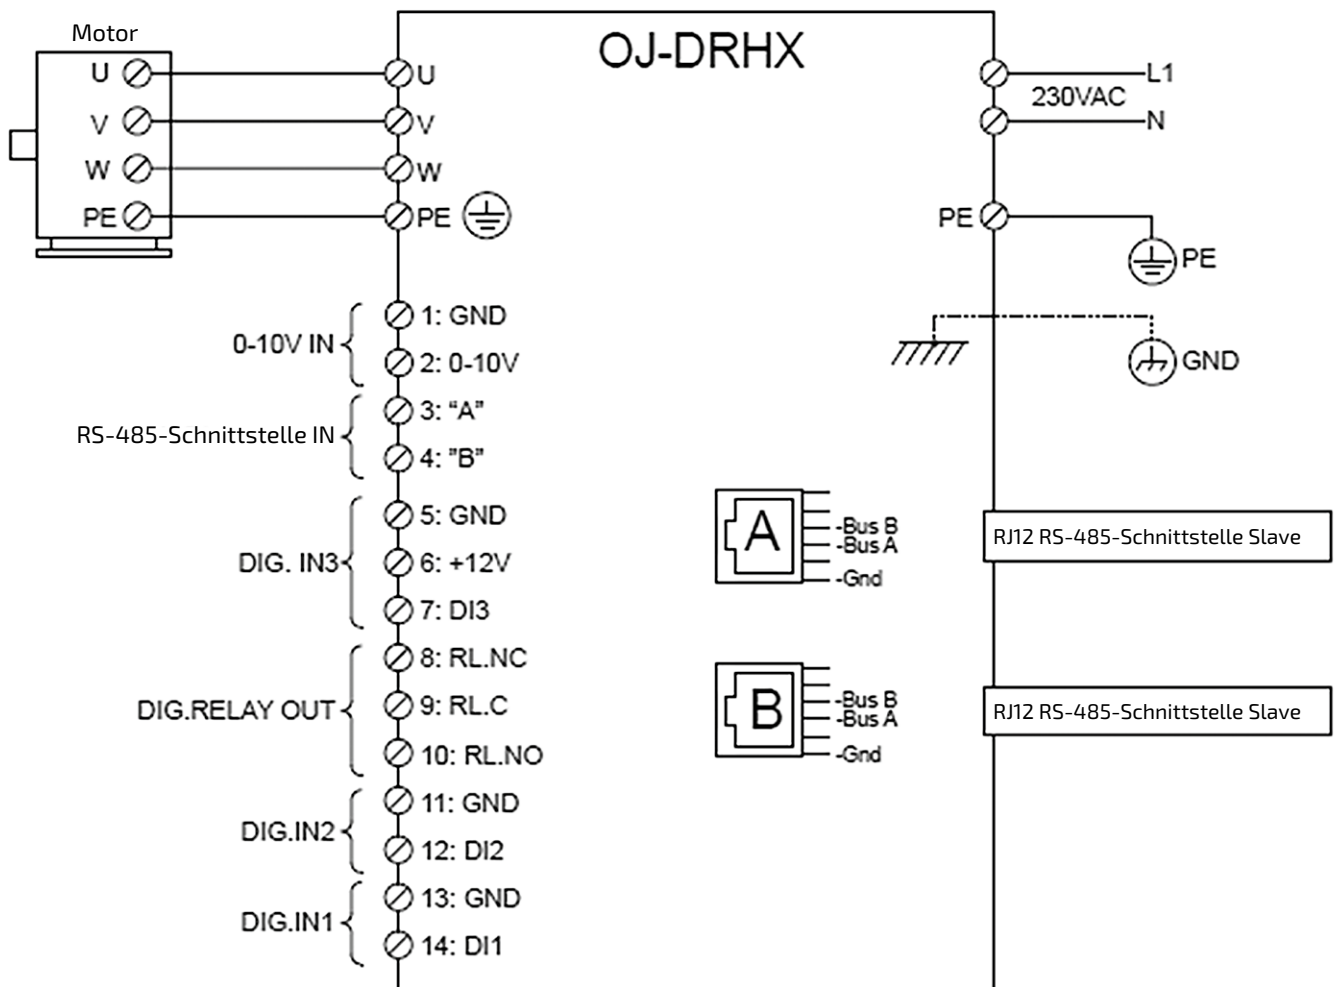 Motor
OJ-DRHX
U
U
L1
230VAC
V
V
N
W
W
PE
PE
PE
PE
1: GND
0-10V IN
2: 0-10V
GND
3: “A”
RS-485-Schnittstelle IN
4: ”B”
5: GND
DIG. IN3
6: +12V
7: DI3
A
-Bus B
-Bus A
-Gnd
RJ12 RS-485-Schnittstelle Slave
8: RL.NC
DIG.RELAY OUT
9: RL.C
10: RL.NO
B
-Bus B
-Bus A
-Gnd
RJ12 RS-485-Schnittstelle Slave
11: GND
DIG.IN2
12: DI2
13: GND
DIG.IN1
14: DI1